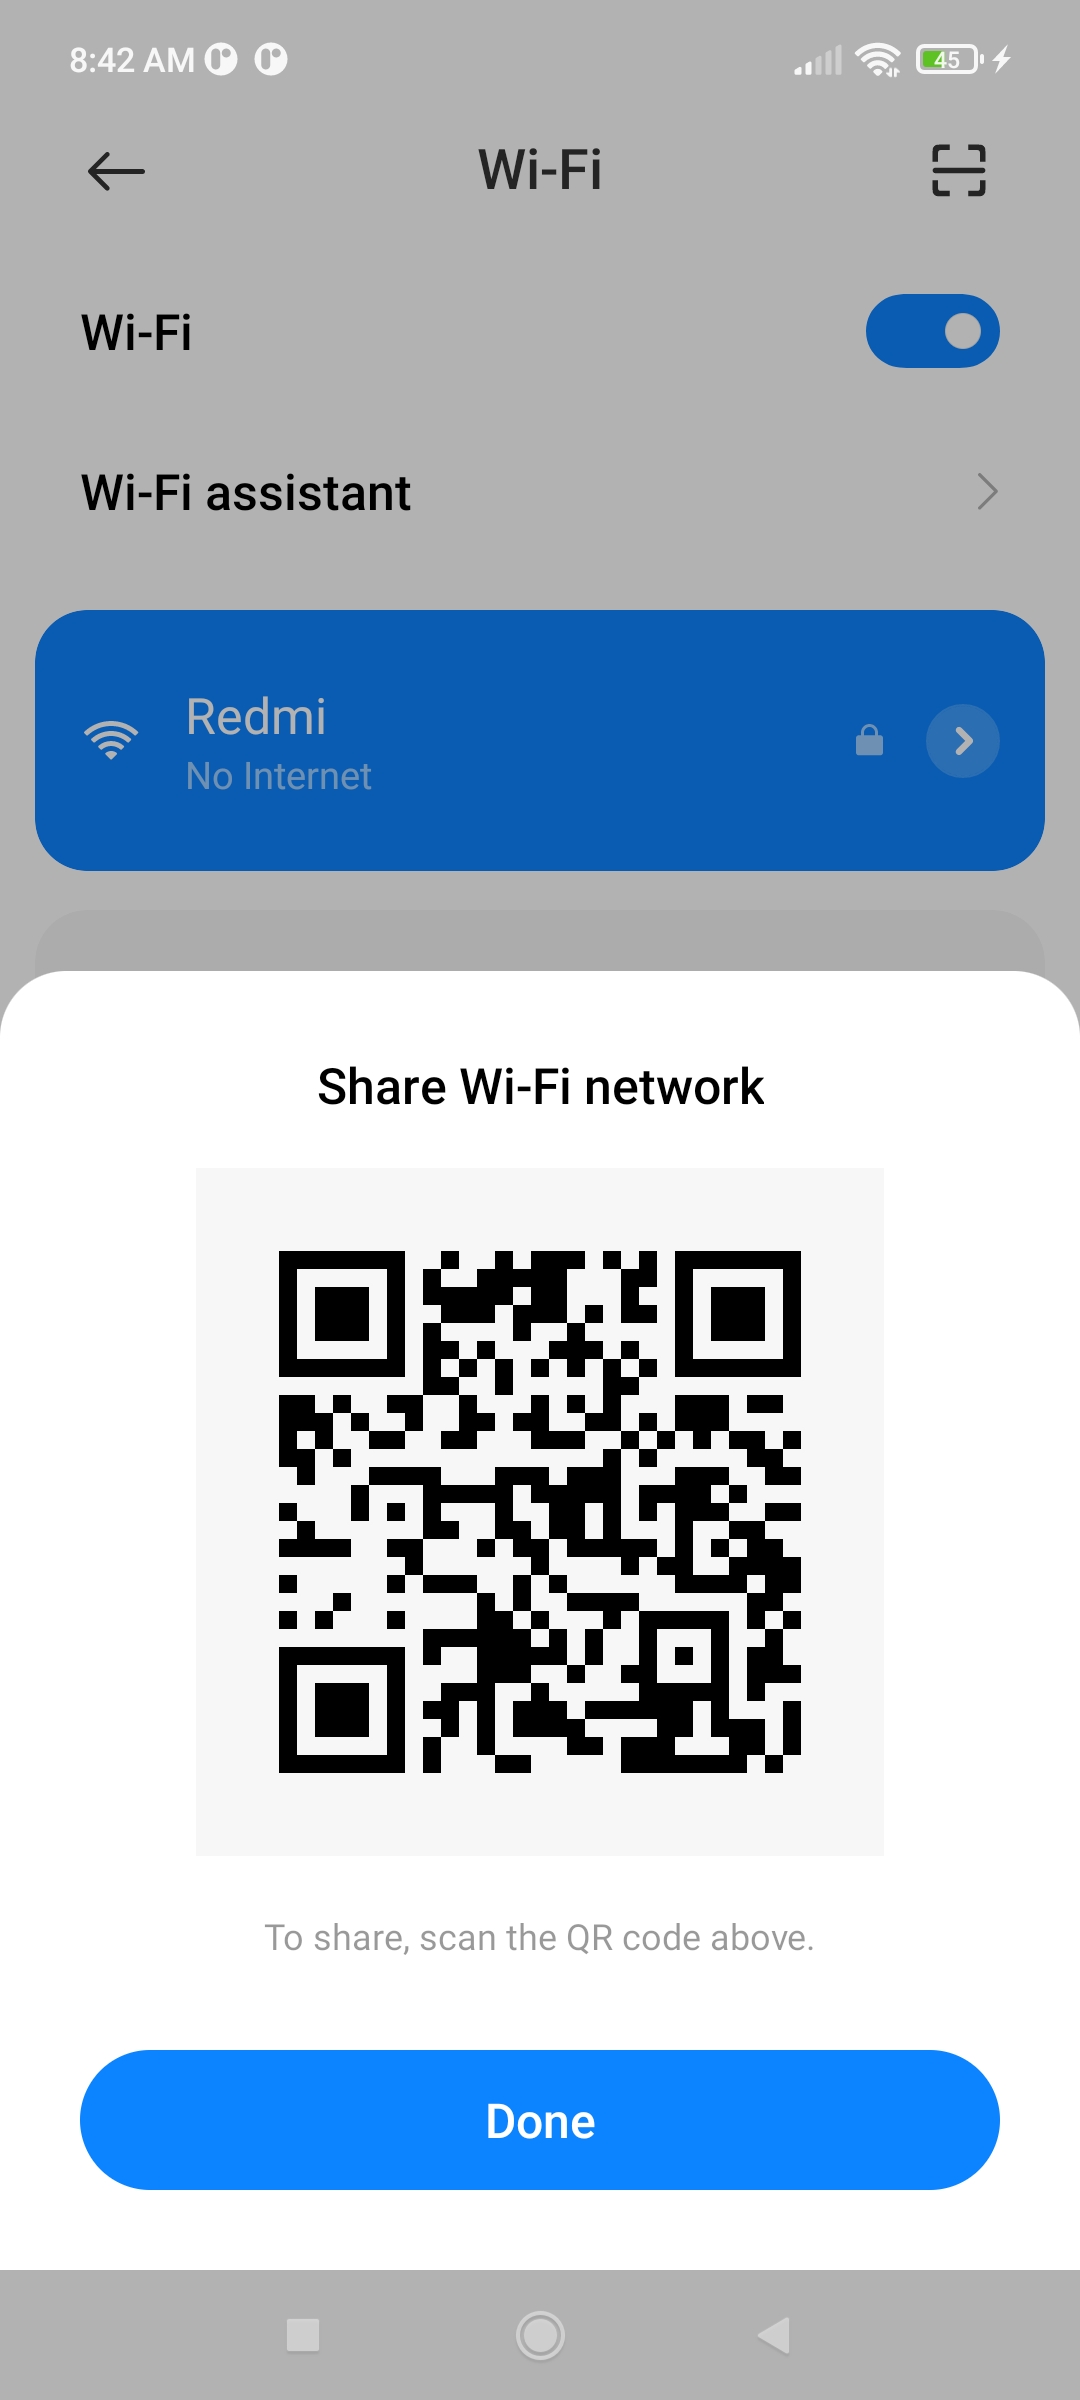 8:42 AM
45
Wi-Fi
Wi-Fi
Wi-Fi assistant
Redmi
No Internet
Share Wi-Fi network
To share, scan the QR code above.
Done